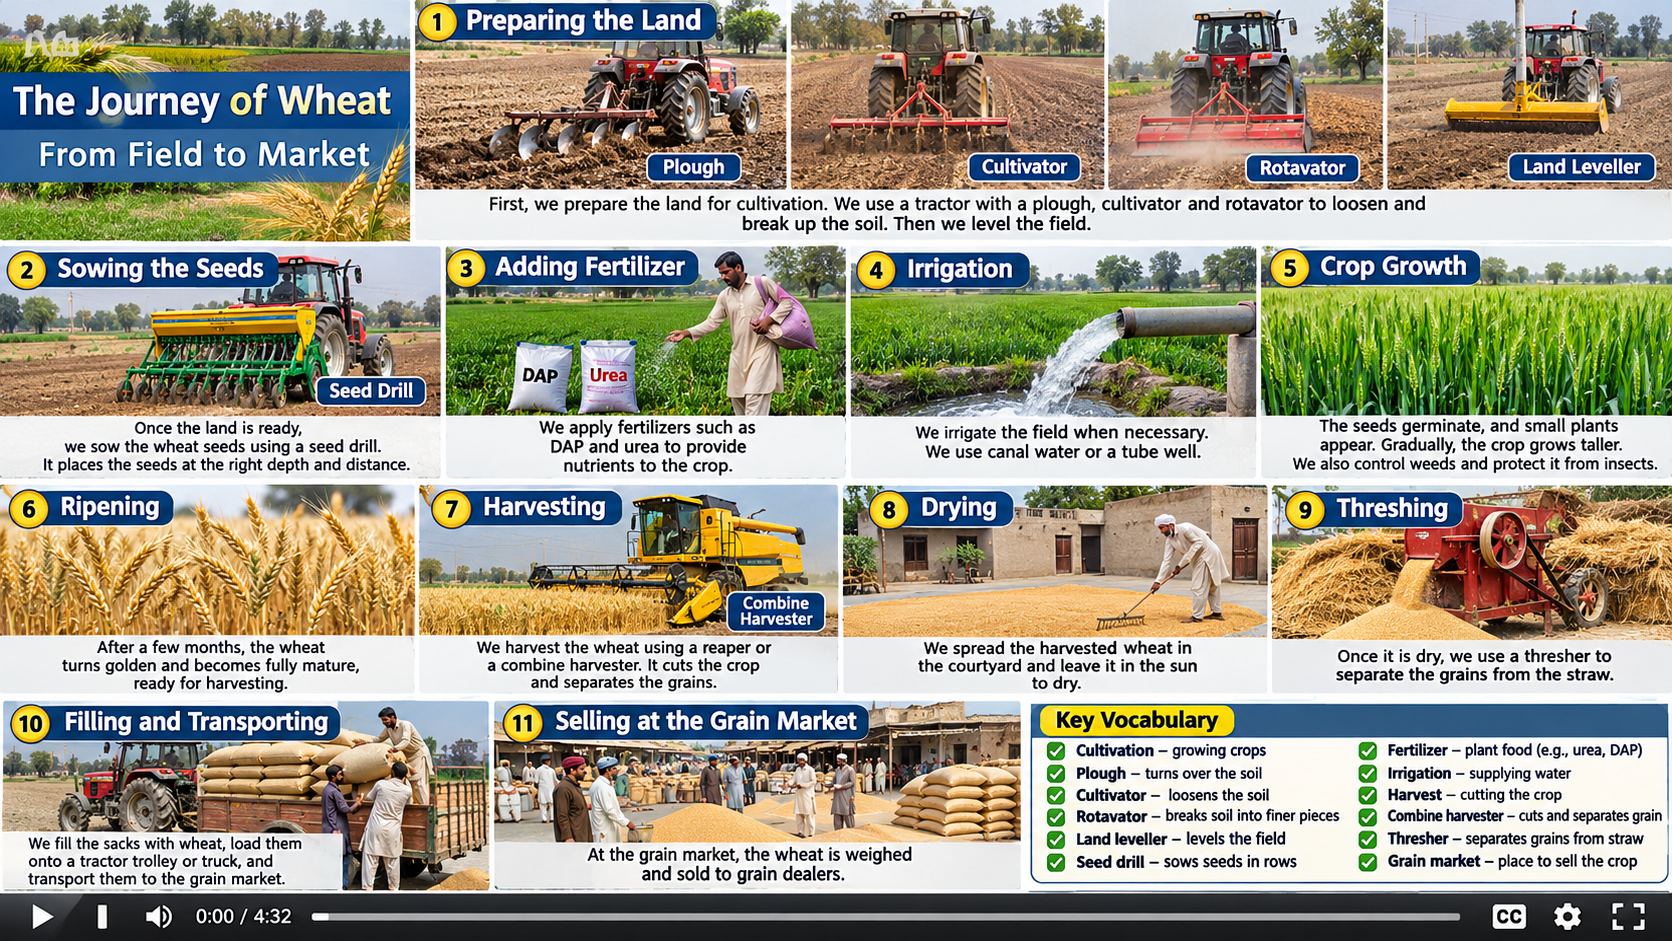 The Journey of Wheat
From Field to Market
1 Preparing the Land
Plough
Cultivator
Rotavator
Land Leveller
First, we prepare the land for cultivation. We use a tractor with a plough, cultivator and rotavator to loosen and
break up the soil. Then we level the field.
2 Sowing the Seeds
Seed Drill
Once the land is ready,
we sow the wheat seeds using a seed drill.
It places the seeds at the right depth and distance.
3 Adding Fertilizer
DAP
Urea
We apply fertilizers such as
DAP and urea to provide
nutrients to the crop.
4 Irrigation
We irrigate the field when necessary.
We use canal water or a tube well.
5 Crop Growth
The seeds germinate, and small plants
appear. Gradually, the crop grows taller.
We also control weeds and protect it from insects.
6 Ripening
After a few months, the wheat
turns golden and becomes fully mature,
ready for harvesting.
7 Harvesting
Combine
Harvester
We harvest the wheat using a reaper or
a combine harvester. It cuts the crop
and separates the grains.
8 Drying
We spread the harvested wheat in
the courtyard and leave it in the sun
to dry.
9 Threshing
Once it is dry, we use a thresher to
separate the grains from the straw.
10 Filling and Transporting
We fill the sacks with wheat, load them
onto a tractor trolley or truck, and
transport them to the grain market.
11 Selling at the Grain Market
At the grain market, the wheat is weighed
and sold to grain dealers.
Key Vocabulary
Cultivation – growing crops
Plough – turns over the soil
Cultivator – loosens the soil
Rotavator – breaks soil into finer pieces
Land leveller – levels the field
Seed drill – sows seeds in rows
Fertilizer – plant food (e.g., urea, DAP)
Irrigation – supplying water
Harvest – cutting the crop
Combine harvester – cuts and separates grain
Thresher – separates grains from straw
Grain market – place to sell the crop
0:00 / 4:32
CC